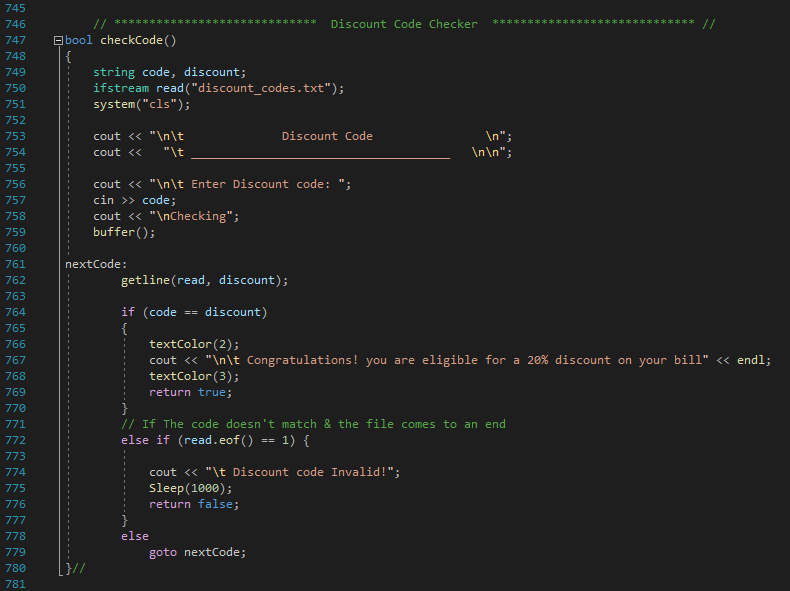 745
746 // ***************************** Discount Code Checker ***************************** //
747 bool checkCode()
748 {
749 string code, discount;
750 ifstream read("discount_codes.txt");
751 system("cls");
752
753 cout << "\n\t Discount Code \n";
754 cout << "\t _____________________________________ \n\n";
755
756 cout << "\n\t Enter Discount code: ";
757 cin >> code;
758 cout << "\nChecking";
759 buffer();
760
761 nextCode:
762 getline(read, discount);
763
764 if (code == discount)
765 {
766 textColor(2);
767 cout << "\n\t Congratulations! you are eligible for a 20% discount on your bill" << endl;
768 textColor(3);
769 return true;
770 }
771 // If The code doesn't match & the file comes to an end
772 else if (read.eof() == 1) {
773
774 cout << "\t Discount code Invalid!";
775 Sleep(1000);
776 return false;
777 }
778 else
779 goto nextCode;
780 }//
781